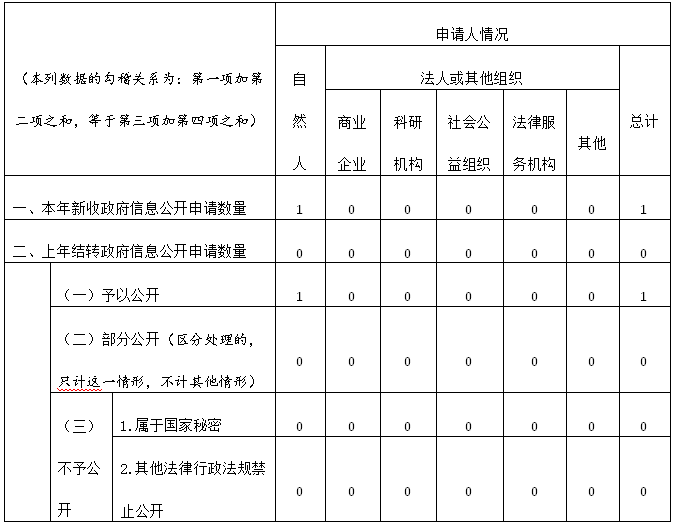 （本列数据的勾稽关系为：第一项加第
二项之和，等于第三项加第四项之和）
申请人情况
自
然
人
法人或其他组织
总计
商业
企业
科研
机构
社会公
益组织
法律服
务机构
其他
一、本年新收政府信息公开申请数量 1 0 0 0 0 0 1
二、上年结转政府信息公开申请数量 0 0 0 0 0 0 0
（一）予以公开 1 0 0 0 0 0 1
（二）部分公开（区分处理的，
只计这一情形，不计其他情形）
0 0 0 0 0 0 0
（三）
不予公
开
1.属于国家秘密 0 0 0 0 0 0 0
2.其他法律行政法规禁
止公开
0 0 0 0 0 0 0